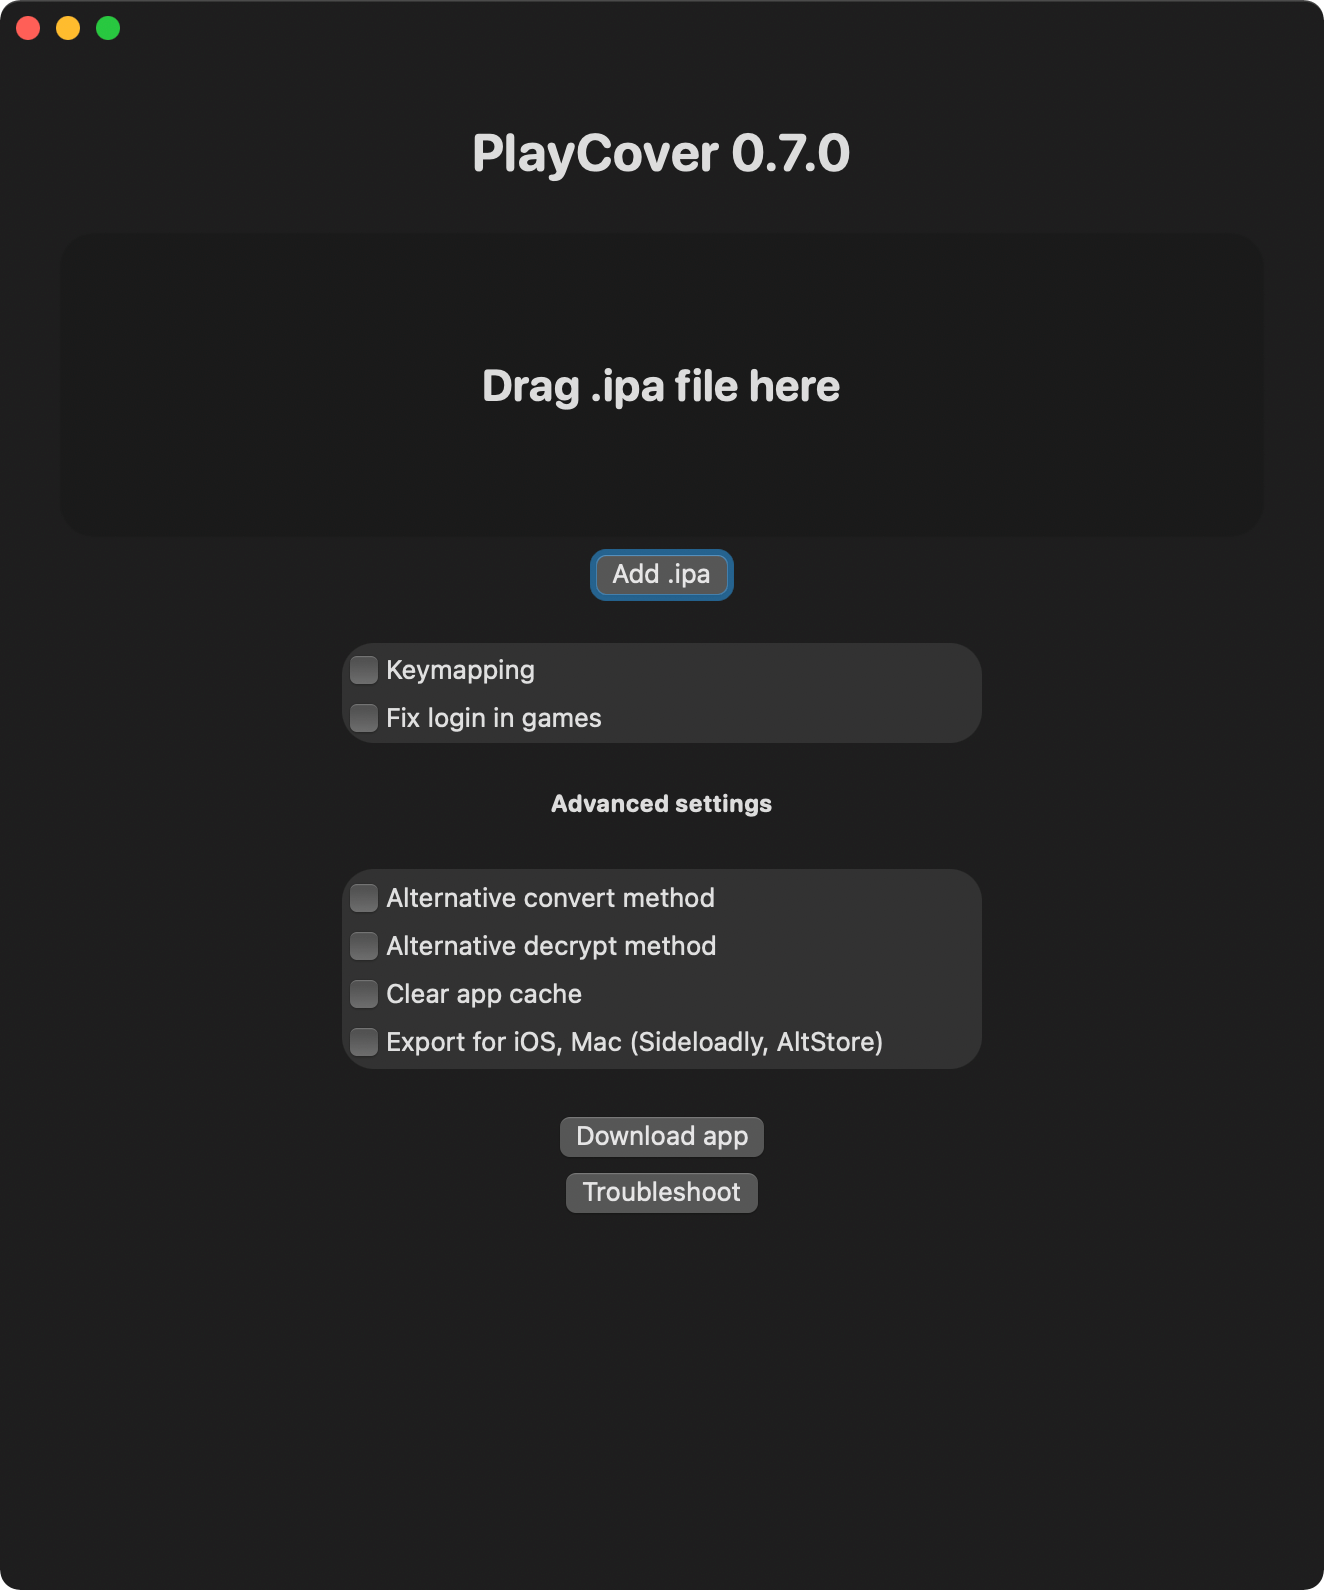 PlayCover 0.7.0
Drag .ipa file here
Add .ipa
Keymapping
Fix login in games
Advanced settings
Alternative convert method
Alternative decrypt method
Clear app cache
Export for iOS, Mac (Sideloadly, AltStore)
Download app
Troubleshoot